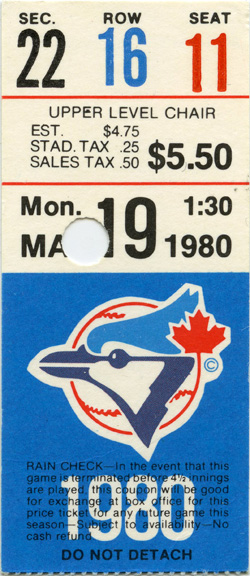 SEC. ROW SEAT
22 16 11
UPPER LEVEL CHAIR
EST. $4.75
STAD. TAX .25
SALES TAX .50 $5.50
Mon. 1:30
MA 19 1980
©
RAIN CHECK—In the event that this
game is terminated before 4½ innings
are played, this coupon will be good
for exchange at box office for this
price ticket for any future game this
season—Subject to availability—No
cash refund.
1980
DO NOT DETACH